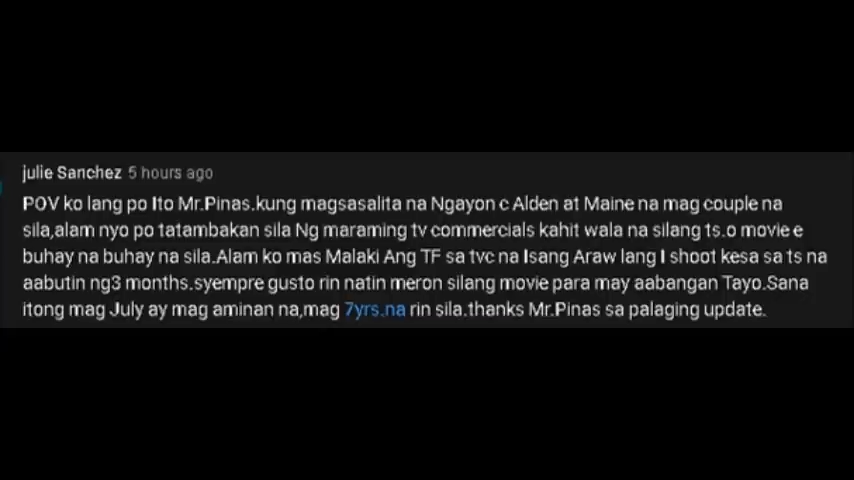 julie Sanchez 5 hours ago
POV ko lang po Ito Mr.Pinas.kung magsasalita na Ngayon c Alden at Maine na mag couple na
sila,alam nyo po tatambakan sila Ng maraming tv commercials kahit wala na silang ts.o movie e
buhay na buhay na sila.Alam ko mas Malaki Ang TF sa tvc na Isang Araw lang I shoot kesa sa ts na
aabutin ng3 months.syempre gusto rin natin meron silang movie para may aabangan Tayo.Sana
itong mag July ay mag aminan na,mag 7yrs.na rin sila.thanks Mr.Pinas sa palaging update.